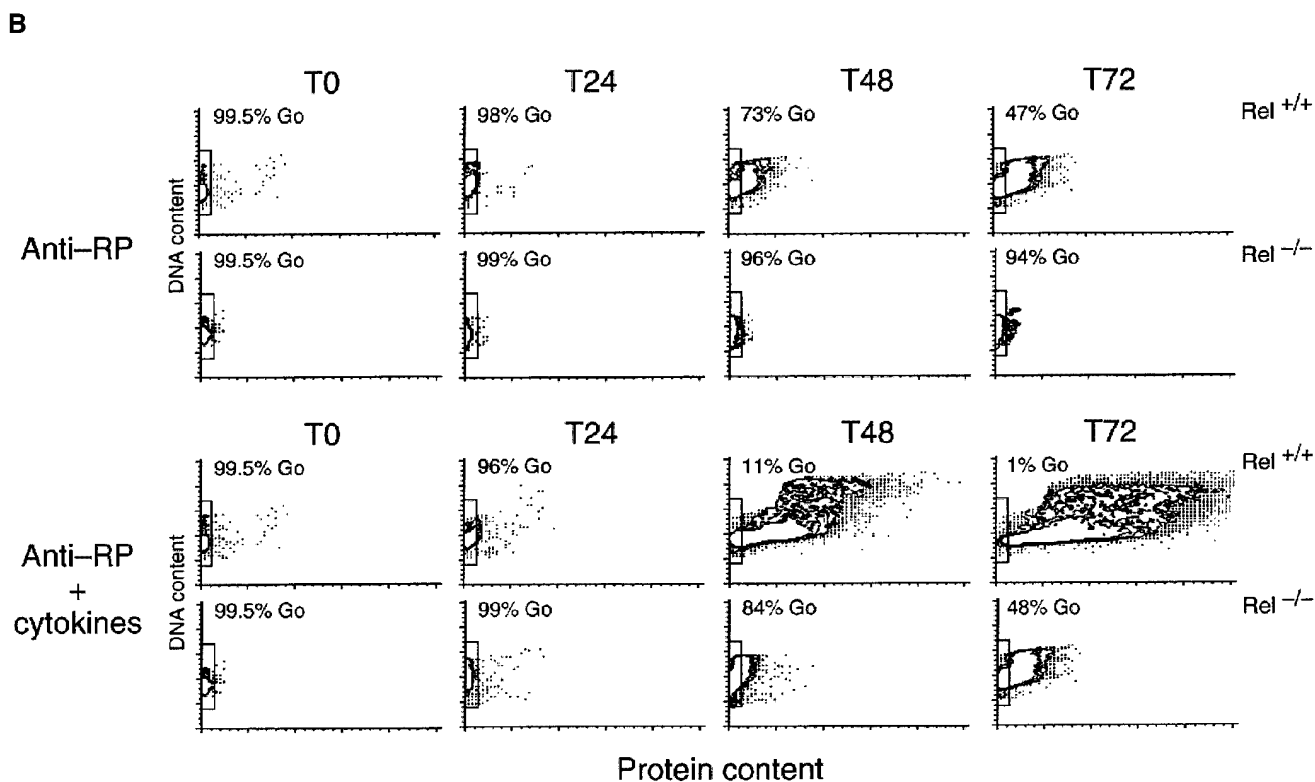 B
T0 T24 T48 T72
99.5% Go 98% Go 73% Go 47% Go Rel +/+
Anti–RP
DNA content
99.5% Go 99% Go 96% Go 94% Go Rel –/–
T0 T24 T48 T72
99.5% Go 96% Go 11% Go 1% Go Rel +/+
Anti–RP
+
cytokines
DNA content
99.5% Go 99% Go 84% Go 48% Go Rel –/–
Protein content